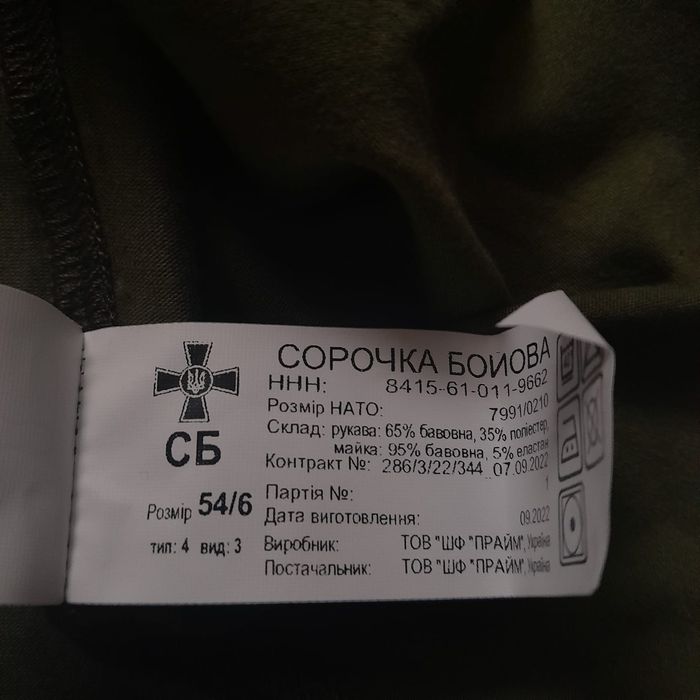 СОРОЧКА БОЙОВА
ННН: 8415-61-011-9662
Розмір НАТО: 7991/0210
Склад: рукава: 65% бавовна, 35% поліестер,
майка: 95% бавовна, 5% еластан
Контракт №: 286/3/22/344 07.09.2022
Партія №: 1
Дата виготовлення: 09.2022
Виробник: ТОВ "ШФ "ПРАЙМ", Україна
Постачальник: ТОВ "ШФ "ПРАЙМ", Україна
СБ
Розмір 54/6
тип: 4 вид: 3